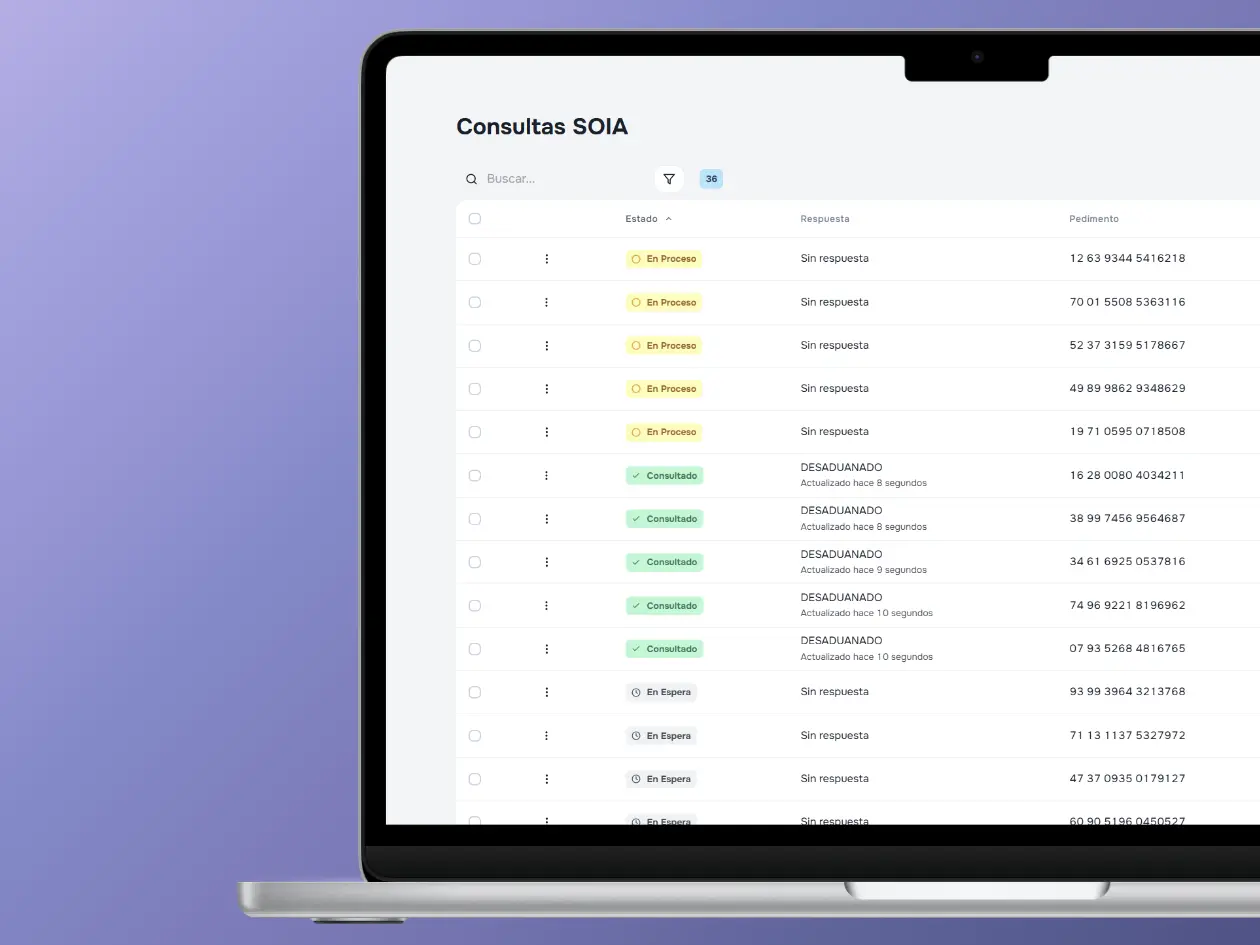 Consultas SOIA
Buscar...
36
Estado Respuesta Pedimento
En Proceso Sin respuesta 12 63 9344 5416218
En Proceso Sin respuesta 70 01 5508 5363116
En Proceso Sin respuesta 52 37 3159 5178667
En Proceso Sin respuesta 49 89 9862 9348629
En Proceso Sin respuesta 19 71 0595 0718508
Consultado DESADUANADO 16 28 0080 4034211
Actualizado hace 8 segundos
Consultado DESADUANADO 38 99 7456 9564687
Actualizado hace 8 segundos
Consultado DESADUANADO 34 61 6925 0537816
Actualizado hace 9 segundos
Consultado DESADUANADO 74 96 9221 8196962
Actualizado hace 10 segundos
Consultado DESADUANADO 07 93 5268 4816765
Actualizado hace 10 segundos
En Espera Sin respuesta 93 99 3964 3213768
En Espera Sin respuesta 71 13 1137 5327972
En Espera Sin respuesta 47 37 0935 0179127
En Espera Sin respuesta 60 90 5196 0450527